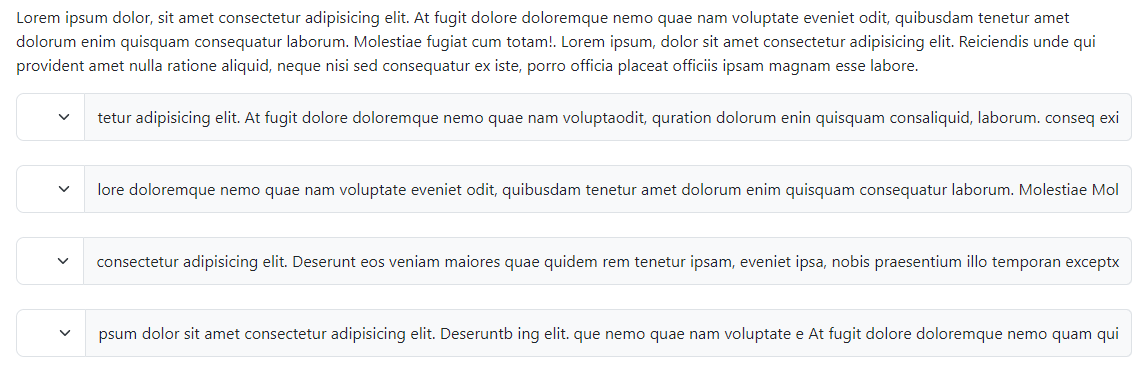 Lorem ipsum dolor, sit amet consectetur adipisicing elit. At fugit dolore doloremque nemo quae nam voluptate eveniet odit, quibusdam tenetur amet
dolorum enim quisquam consequatur laborum. Molestiae fugiat cum totam!. Lorem ipsum, dolor sit amet consectetur adipisicing elit. Reiciendis unde qui
provident amet nulla ratione aliquid, neque nisi sed consequatur ex iste, porro officia placeat officiis ipsam magnam esse labore.
tetur adipisicing elit. At fugit dolore doloremque nemo quae nam voluptaodit, quration dolorum enin quisquam consaliquid, laborum. conseq exi
lore doloremque nemo quae nam voluptate eveniet odit, quibusdam tenetur amet dolorum enim quisquam consequatur laborum. Molestiae Mol
consectetur adipisicing elit. Deserunt eos veniam maiores quae quidem rem tenetur ipsam, eveniet ipsa, nobis praesentium illo temporan exceptx
psum dolor sit amet consectetur adipisicing elit. Deseruntb ing elit. que nemo quae nam voluptate e At fugit dolore doloremque nemo quam qui